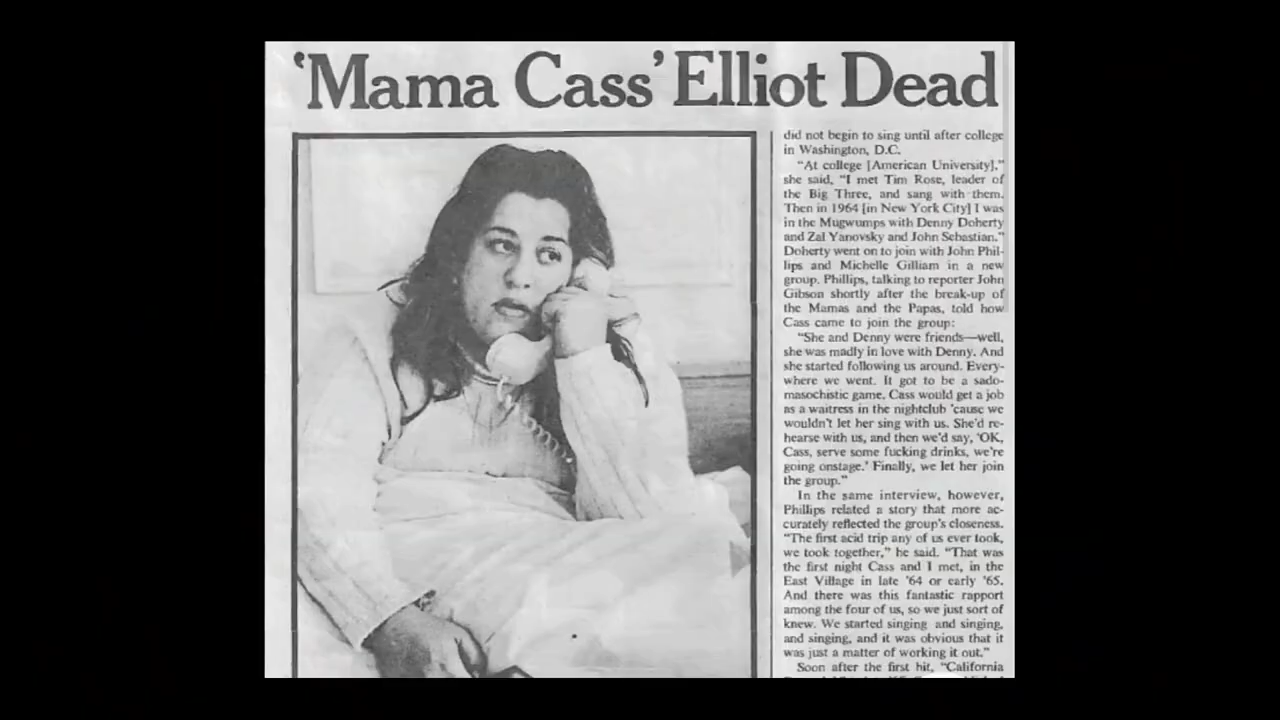 ‘Mama Cass’ Elliot Dead
did not begin to sing until after college
in Washington, D.C.
“At college [American University],”
she said, “I met Tim Rose, leader of
the Big Three, and sang with them.
Then in 1964 [in New York City] I was
in the Mugwumps with Denny Doherty
and Zal Yanovsky and John Sebastian.”
Doherty went on to join with John Phil-
lips and Michelle Gilliam in a new
group. Phillips, talking to reporter John
Gibson shortly after the break-up of
the Mamas and the Papas, told how
Cass came to join the group:
“She and Denny were friends—well,
she was madly in love with Denny. And
she started following us around. Every-
where we went. It got to be a sado-
masochistic game. Cass would get a job
as a waitress in the nightclub ’cause we
wouldn’t let her sing with us. She’d re-
hearse with us, and then we’d say, ‘OK,
Cass, serve some fucking drinks, we’re
going onstage.’ Finally, we let her join
the group.”
In the same interview, however,
Phillips related a story that more ac-
curately reflected the group’s closeness.
“The first acid trip any of us ever took,
we took together,” he said. “That was
the first night Cass and I met, in the
East Village in late ’64 or early ’65.
And there was this fantastic rapport
among the four of us, so we just sort of
knew. We started singing and singing,
and singing, and it was obvious that it
was just a matter of working it out.”
Soon after the first hit, “California